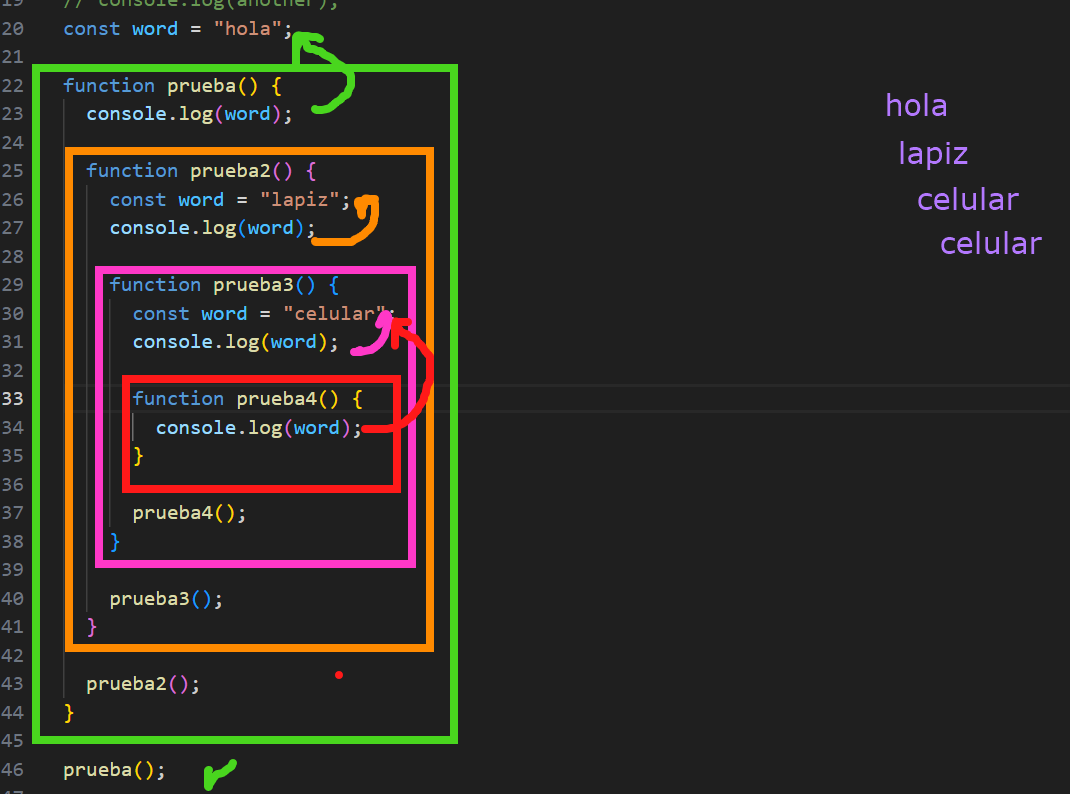 19 // console.log(another);
20 const word = "hola";
21
22 function prueba() {
23 console.log(word);
24
25 function prueba2() {
26 const word = "lapiz";
27 console.log(word);
28
29 function prueba3() {
30 const word = "celular";
31 console.log(word);
32
33 function prueba4() {
34 console.log(word);
35 }
36
37 prueba4();
38 }
39
40 prueba3();
41 }
42
43 prueba2();
44 }
45
46 prueba();
47
hola
lapiz
celular
celular